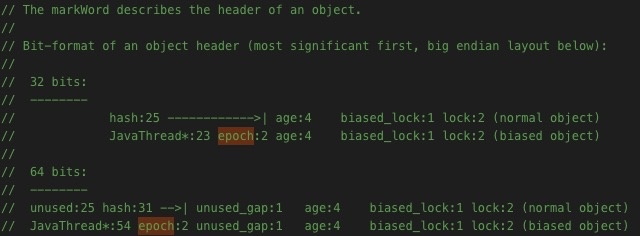 // The markWord describes the header of an object.
//
// Bit-format of an object header (most significant first, big endian layout below):
//
//  32 bits:
//  --------
//             hash:25 ------------>| age:4    biased_lock:1 lock:2 (normal object)
//             JavaThread*:23 epoch:2 age:4    biased_lock:1 lock:2 (biased object)
//
//  64 bits:
//  --------
//  unused:25 hash:31 -->| unused_gap:1   age:4    biased_lock:1 lock:2 (normal object)
//  JavaThread*:54 epoch:2 unused_gap:1   age:4    biased_lock:1 lock:2 (biased object)